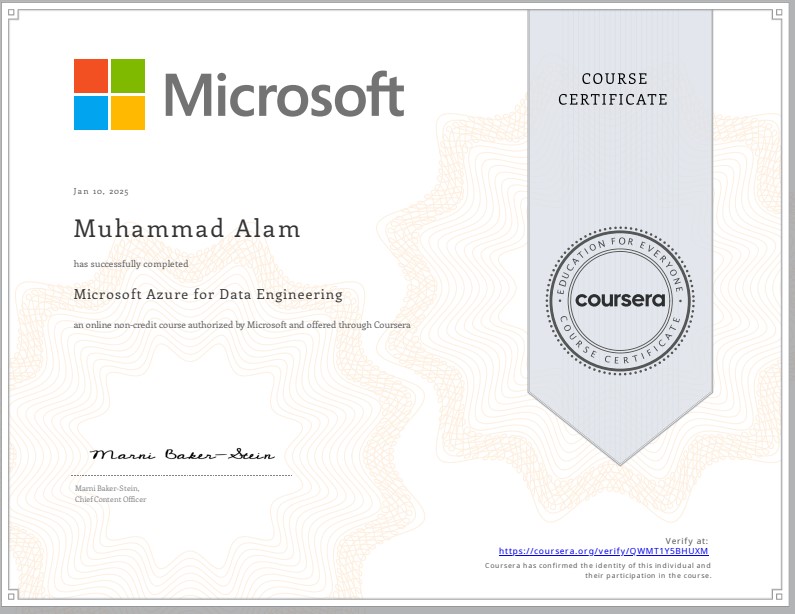 Microsoft
COURSE
CERTIFICATE
Jan 10, 2025
Muhammad Alam
has successfully completed
Microsoft Azure for Data Engineering
an online non-credit course authorized by Microsoft and offered through Coursera
EDUCATION FOR EVERYONE
coursera
COURSE CERTIFICATE
Marni Baker-Stein
Marni Baker-Stein,
Chief Content Officer
Verify at:
https://coursera.org/verify/QWMT1Y5BHUXM
Coursera has confirmed the identity of this individual and
their participation in the course.